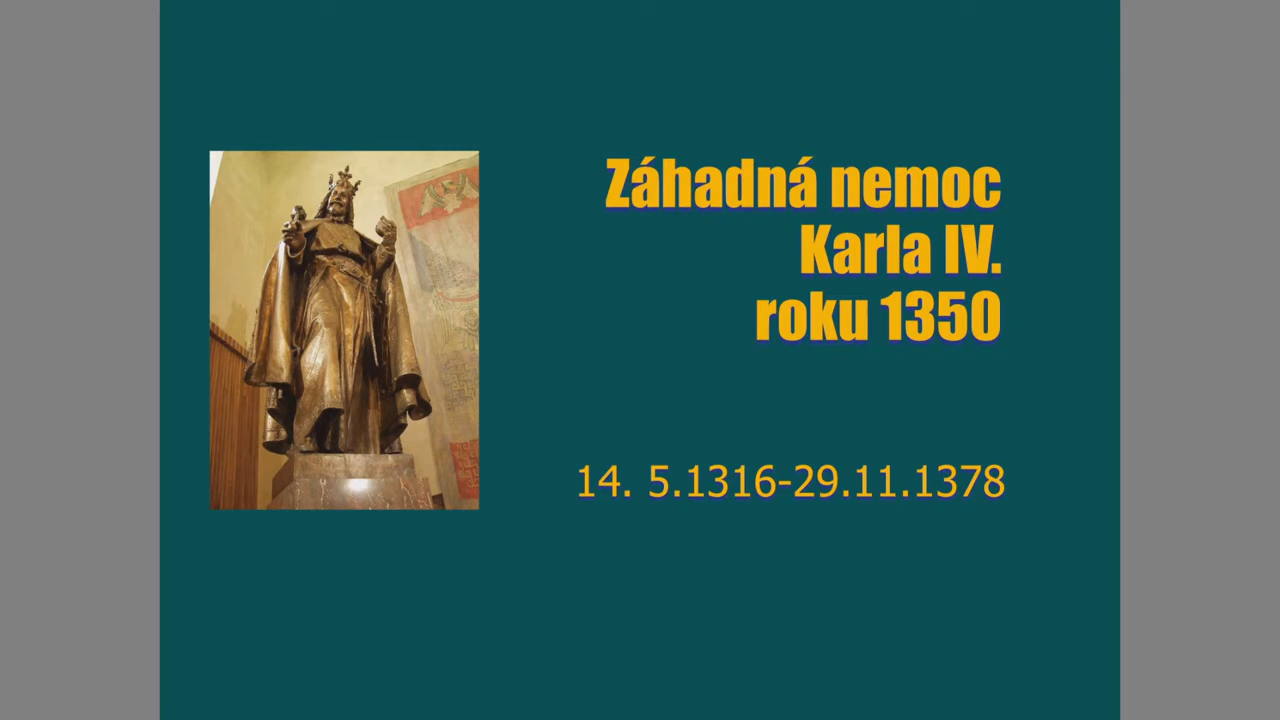 Záhadná nemoc
Karla IV.
roku 1350
14. 5.1316-29.11.1378